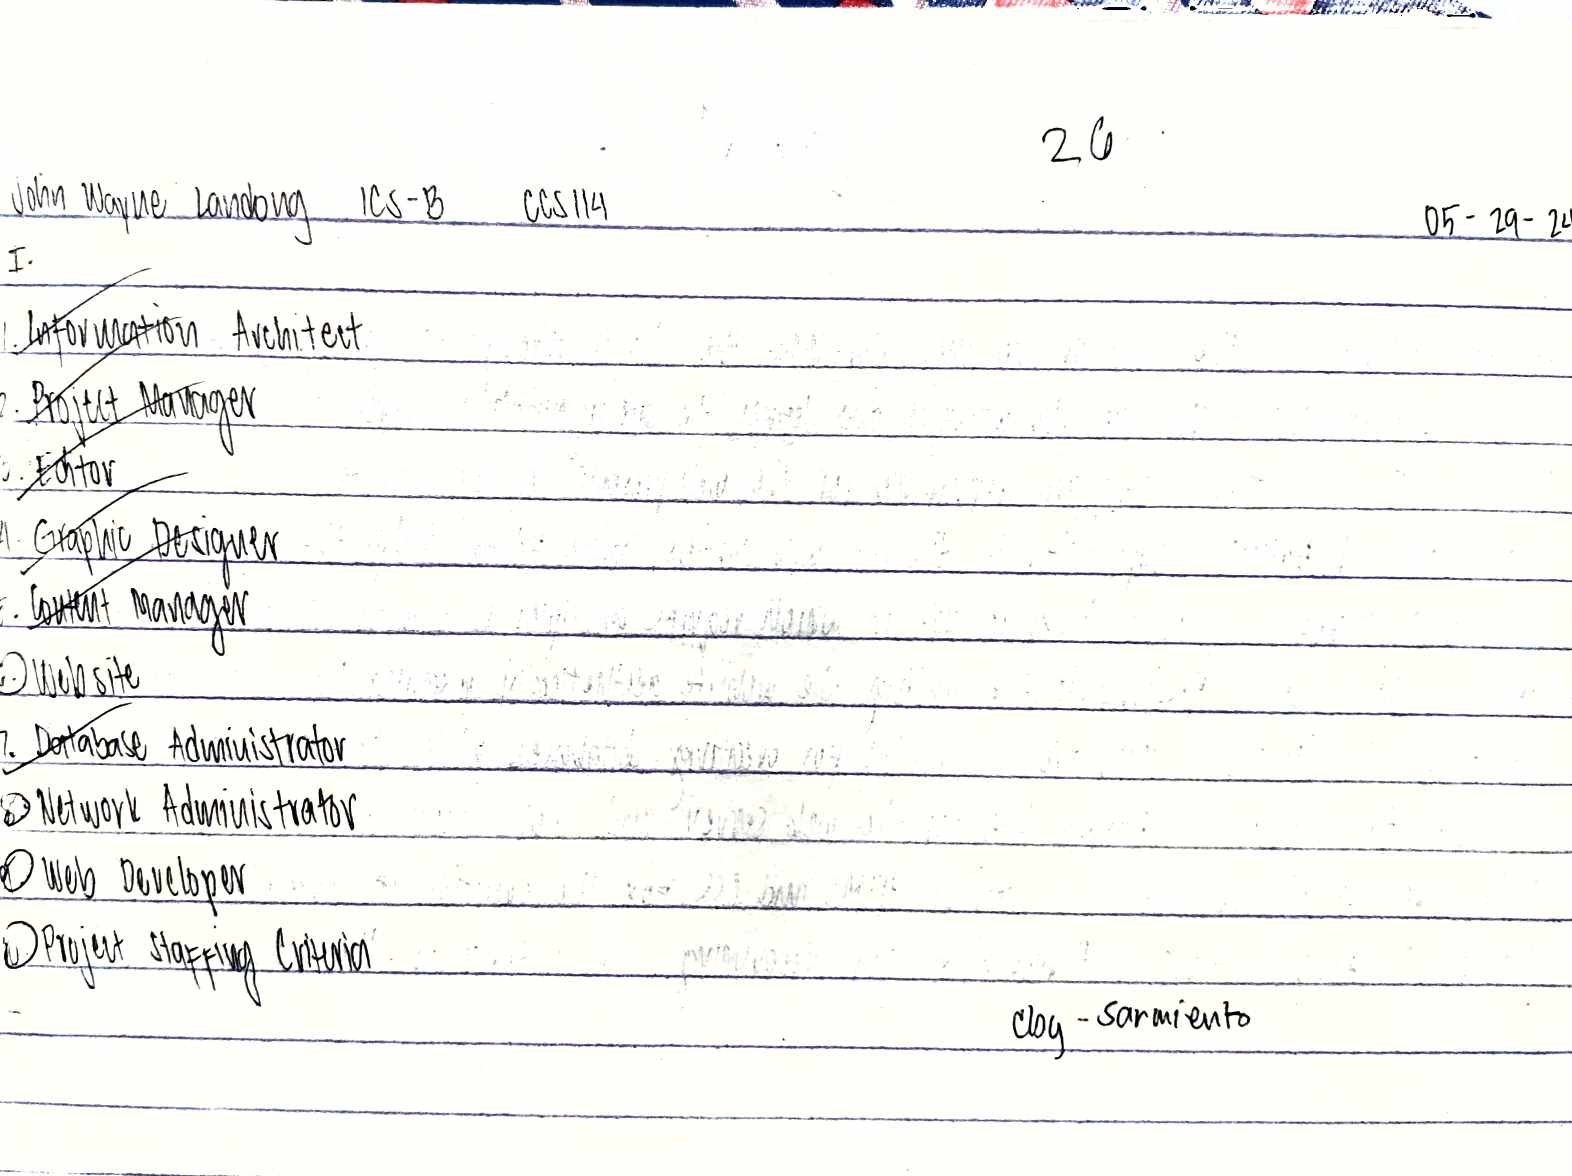 26
John Wayne Landong ICS-B CCS114
05-29-24
I.
1. Information Architect
2. Project Manager
3. Editor
4. Graphic Designer
5. Content Manager
6. Website
7. Database Administrator
8. Network Administrator
9. Web Developer
10. Project Staffing Criteria
Cloy - Sarmiento